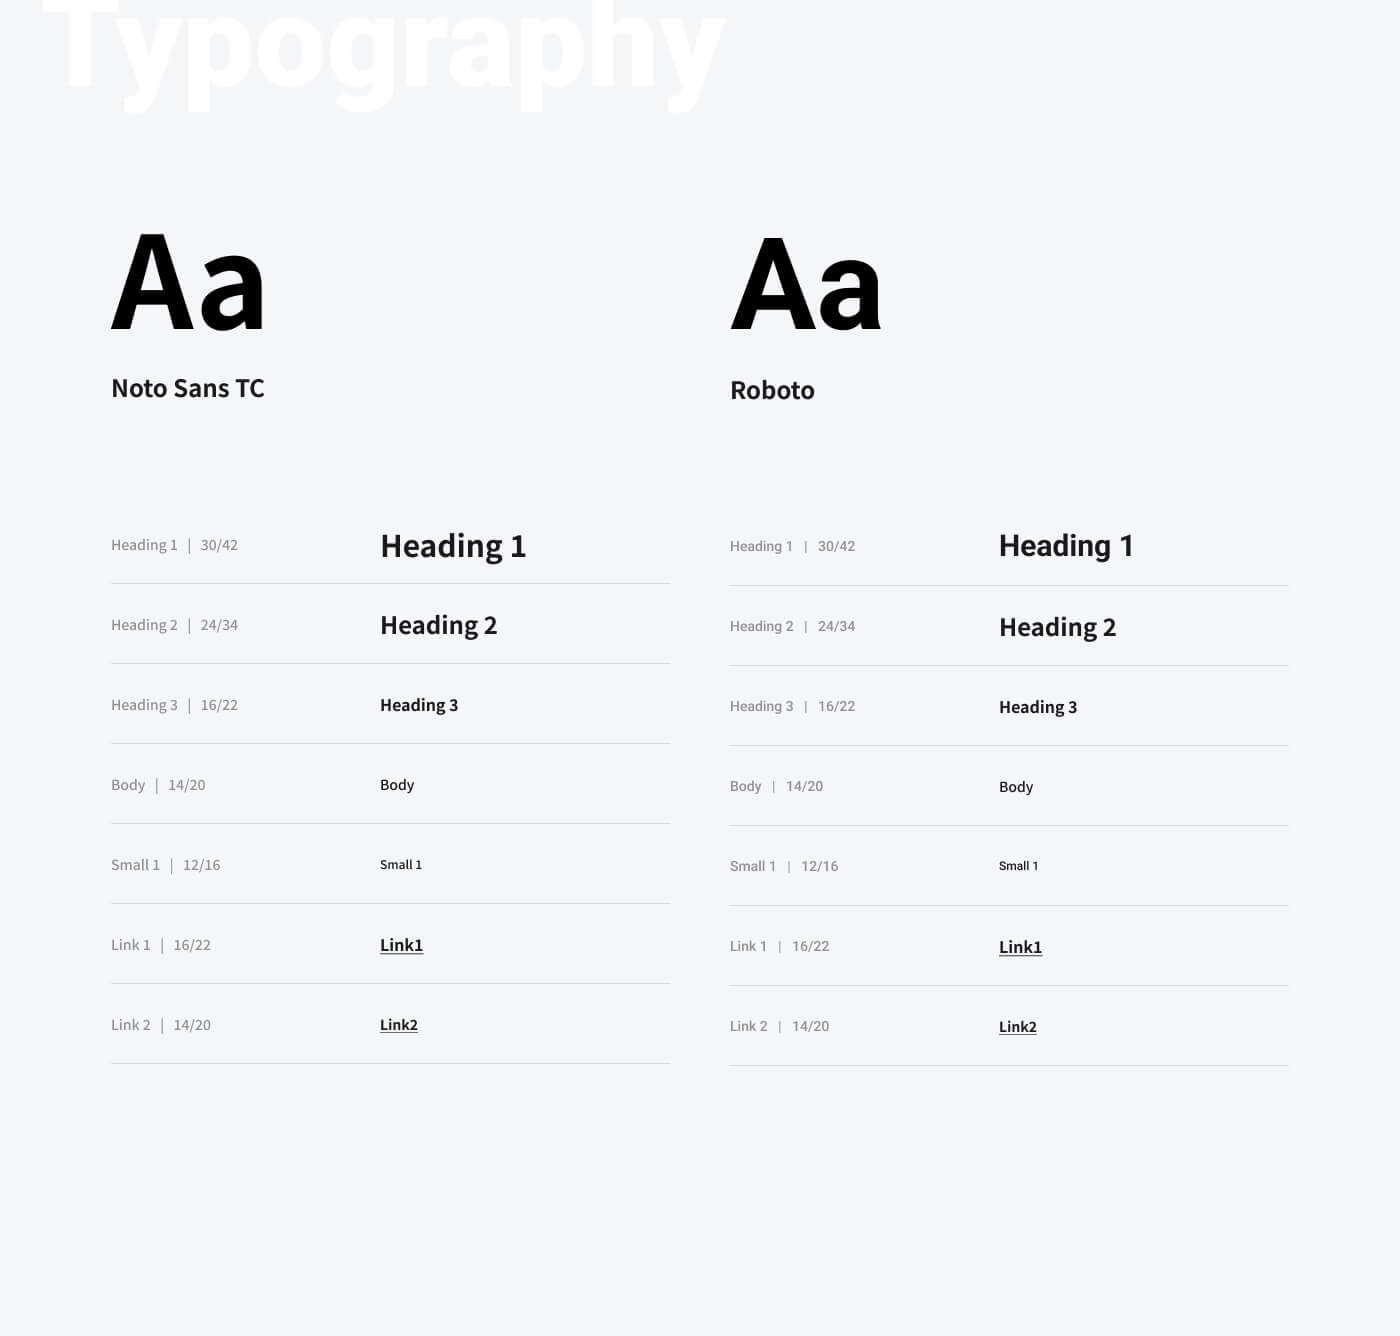 Typography
Aa
Noto Sans TC
Heading 1 | 30/42 Heading 1
Heading 2 | 24/34 Heading 2
Heading 3 | 16/22 Heading 3
Body | 14/20 Body
Small 1 | 12/16 Small 1
Link 1 | 16/22 Link1
Link 2 | 14/20 Link2
Aa
Roboto
Heading 1 | 30/42 Heading 1
Heading 2 | 24/34 Heading 2
Heading 3 | 16/22 Heading 3
Body | 14/20 Body
Small 1 | 12/16 Small 1
Link 1 | 16/22 Link1
Link 2 | 14/20 Link2